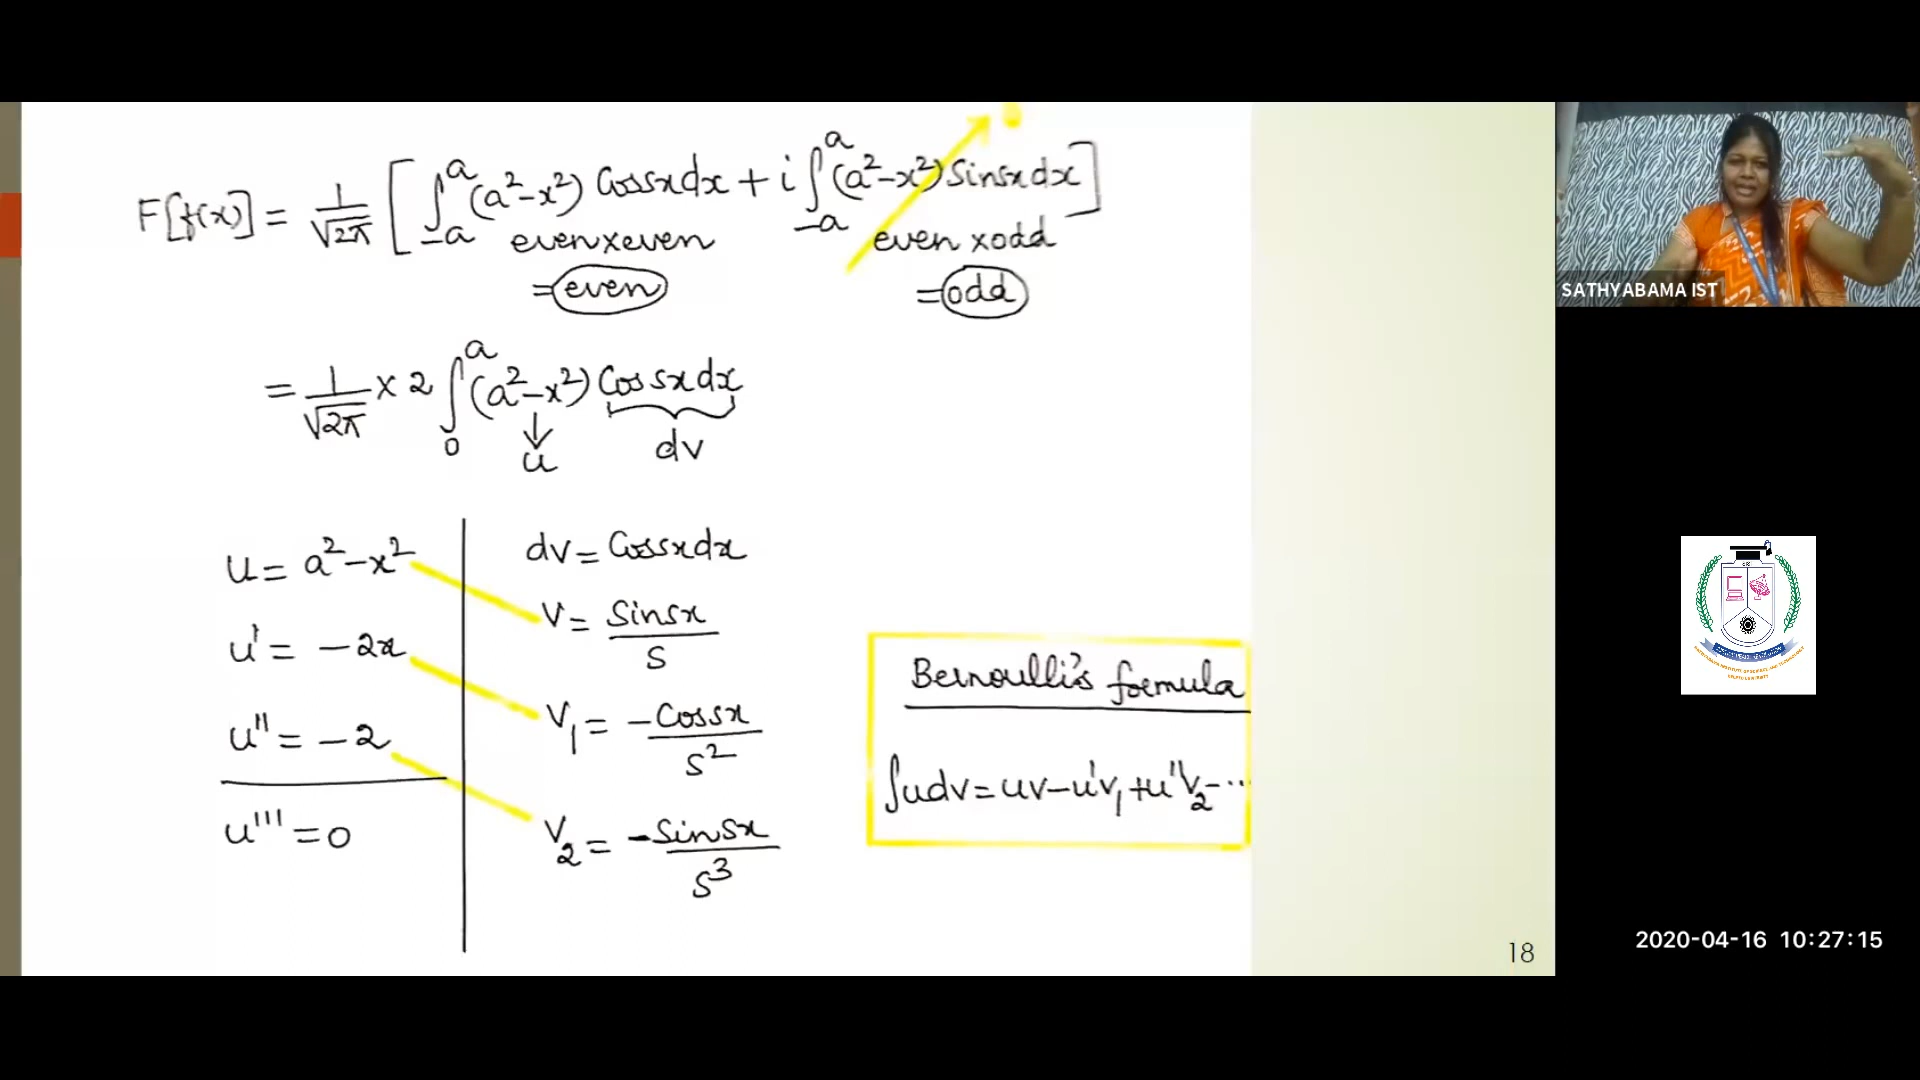 F[f(x)] = 1/√2π [ ∫_{-a}^{a} (a²-x²) Cossx dx + i ∫_{-a}^{a} (a²-x²) Sinsx dx ]
evenxeven even xodd
=even =odd
= 1/√2π x 2 ∫_{0}^{a} (a²-x²) Cos sx dx
u dv
u = a²-x² dv = Cossx dx
v = Sinsx/s
u' = -2x
v₁ = -Cossx/s²
u'' = -2
u''' = 0
v₂ = -Sinsx/s³
Bernoulli's formula
∫udv = uv-u'v₁+u''v₂-...
18
SATHYABAMA IST
2020-04-16 10:27:15